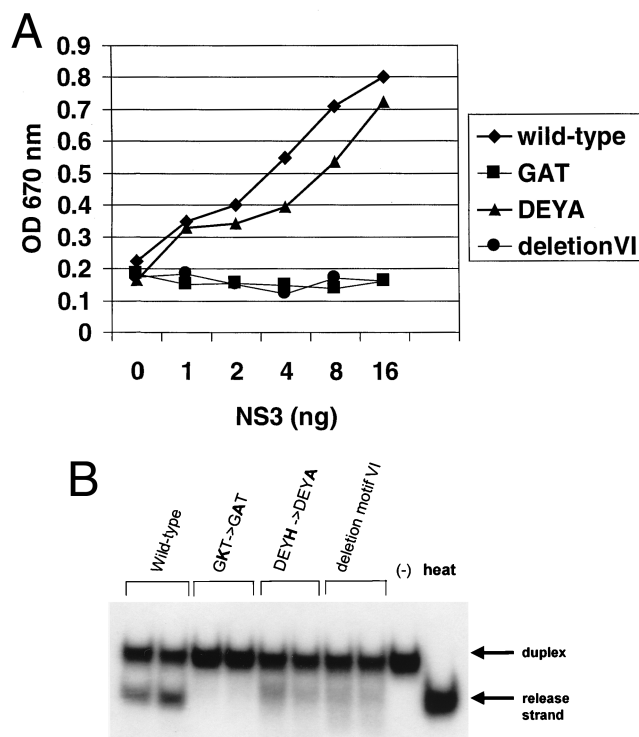 A
0.9
0.8
0.7
0.6
0.5
0.4
0.3
0.2
0.1
0
OD 670 nm
0 1 2 4 8 16
NS3 (ng)
wild-type
GAT
DEYA
deletionVI
B
Wild-type
GKT->GAT
DEYH ->DEYA
deletion motif VI
(-)
heat
duplex
release
strand